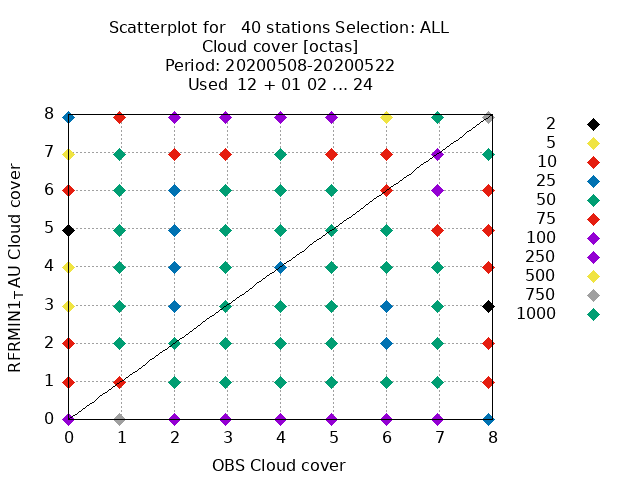 Scatterplot for 40 stations Selection: ALL
Cloud cover [octas]
Period: 20200508-20200522
Used 12 + 01 02 ... 24
8
7
6
5
4
3
2
1
0
RFRMIN1TAU Cloud cover
0 1 2 3 4 5 6 7 8
OBS Cloud cover
2
5
10
25
50
75
100
250
500
750
1000